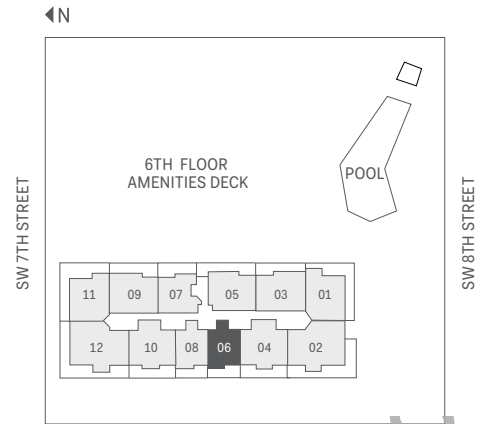 N
6TH FLOOR
AMENITIES DECK
POOL
SW 7TH STREET
SW 8TH STREET
11 09 07 05 03 01
12 10 08 06 04 02